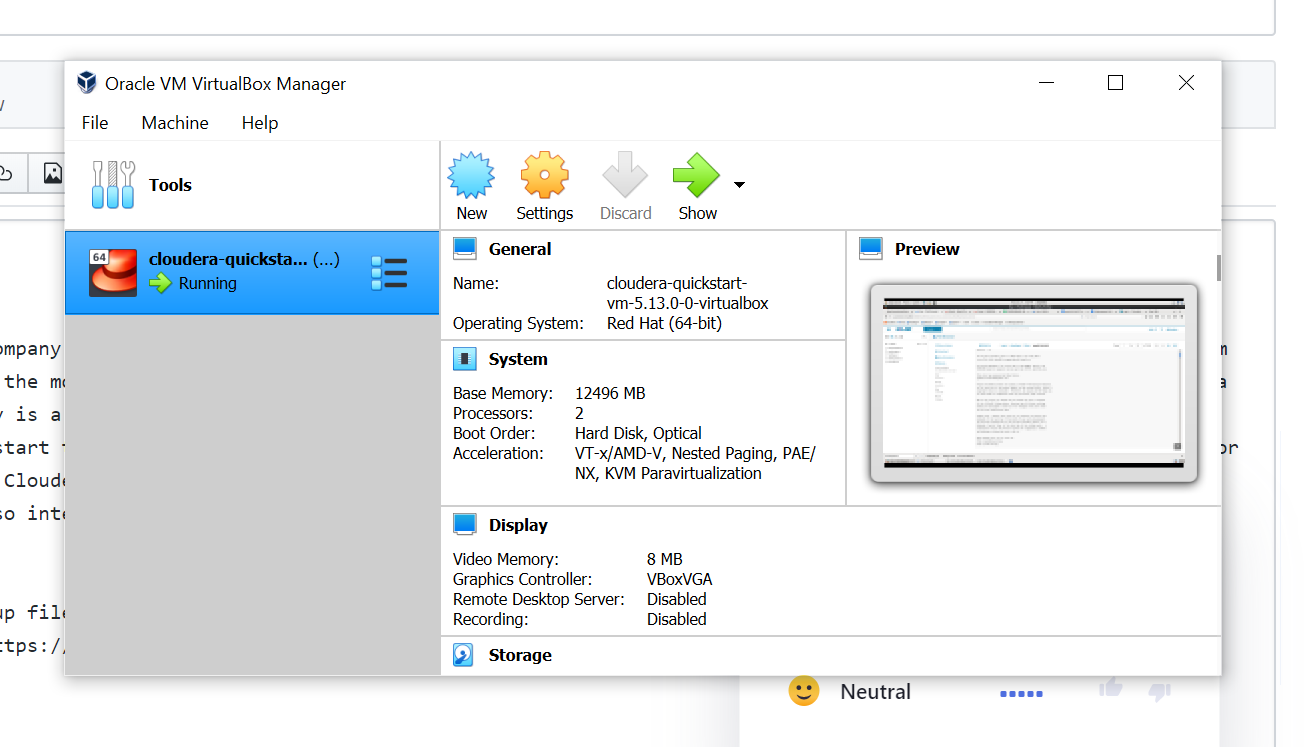 Oracle VM VirtualBox Manager
File Machine Help
Tools
New Settings Discard Show
64
cloudera-quicksta... (...)
Running
General
Name: cloudera-quickstart-
vm-5.13.0-0-virtualbox
Operating System: Red Hat (64-bit)
Preview
System
Base Memory: 12496 MB
Processors: 2
Boot Order: Hard Disk, Optical
Acceleration: VT-x/AMD-V, Nested Paging, PAE/
NX, KVM Paravirtualization
Display
Video Memory: 8 MB
Graphics Controller: VBoxVGA
Remote Desktop Server: Disabled
Recording: Disabled
Storage
ompany
the mo
y is a
start
Cloude
so inte
up file
ttps:/
m
a
or
Neutral